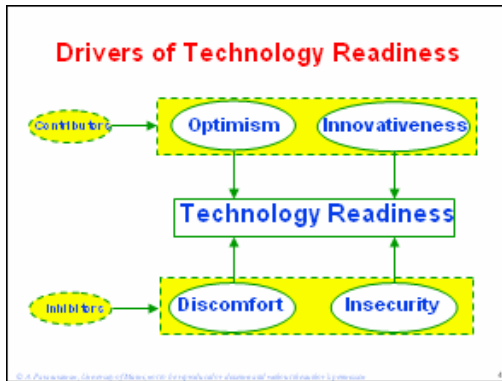 Drivers of Technology Readiness
Contributors
Optimism
Innovativeness
Technology Readiness
Inhibitors
Discomfort
Insecurity